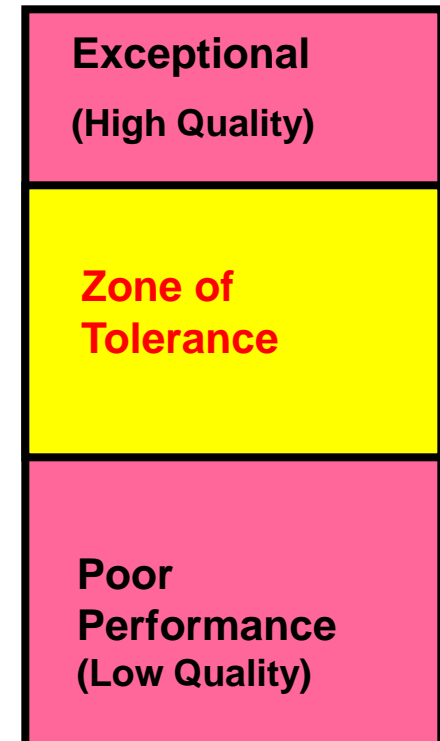 Exceptional
(High Quality)
Zone of
Tolerance
Poor
Performance
(Low Quality)